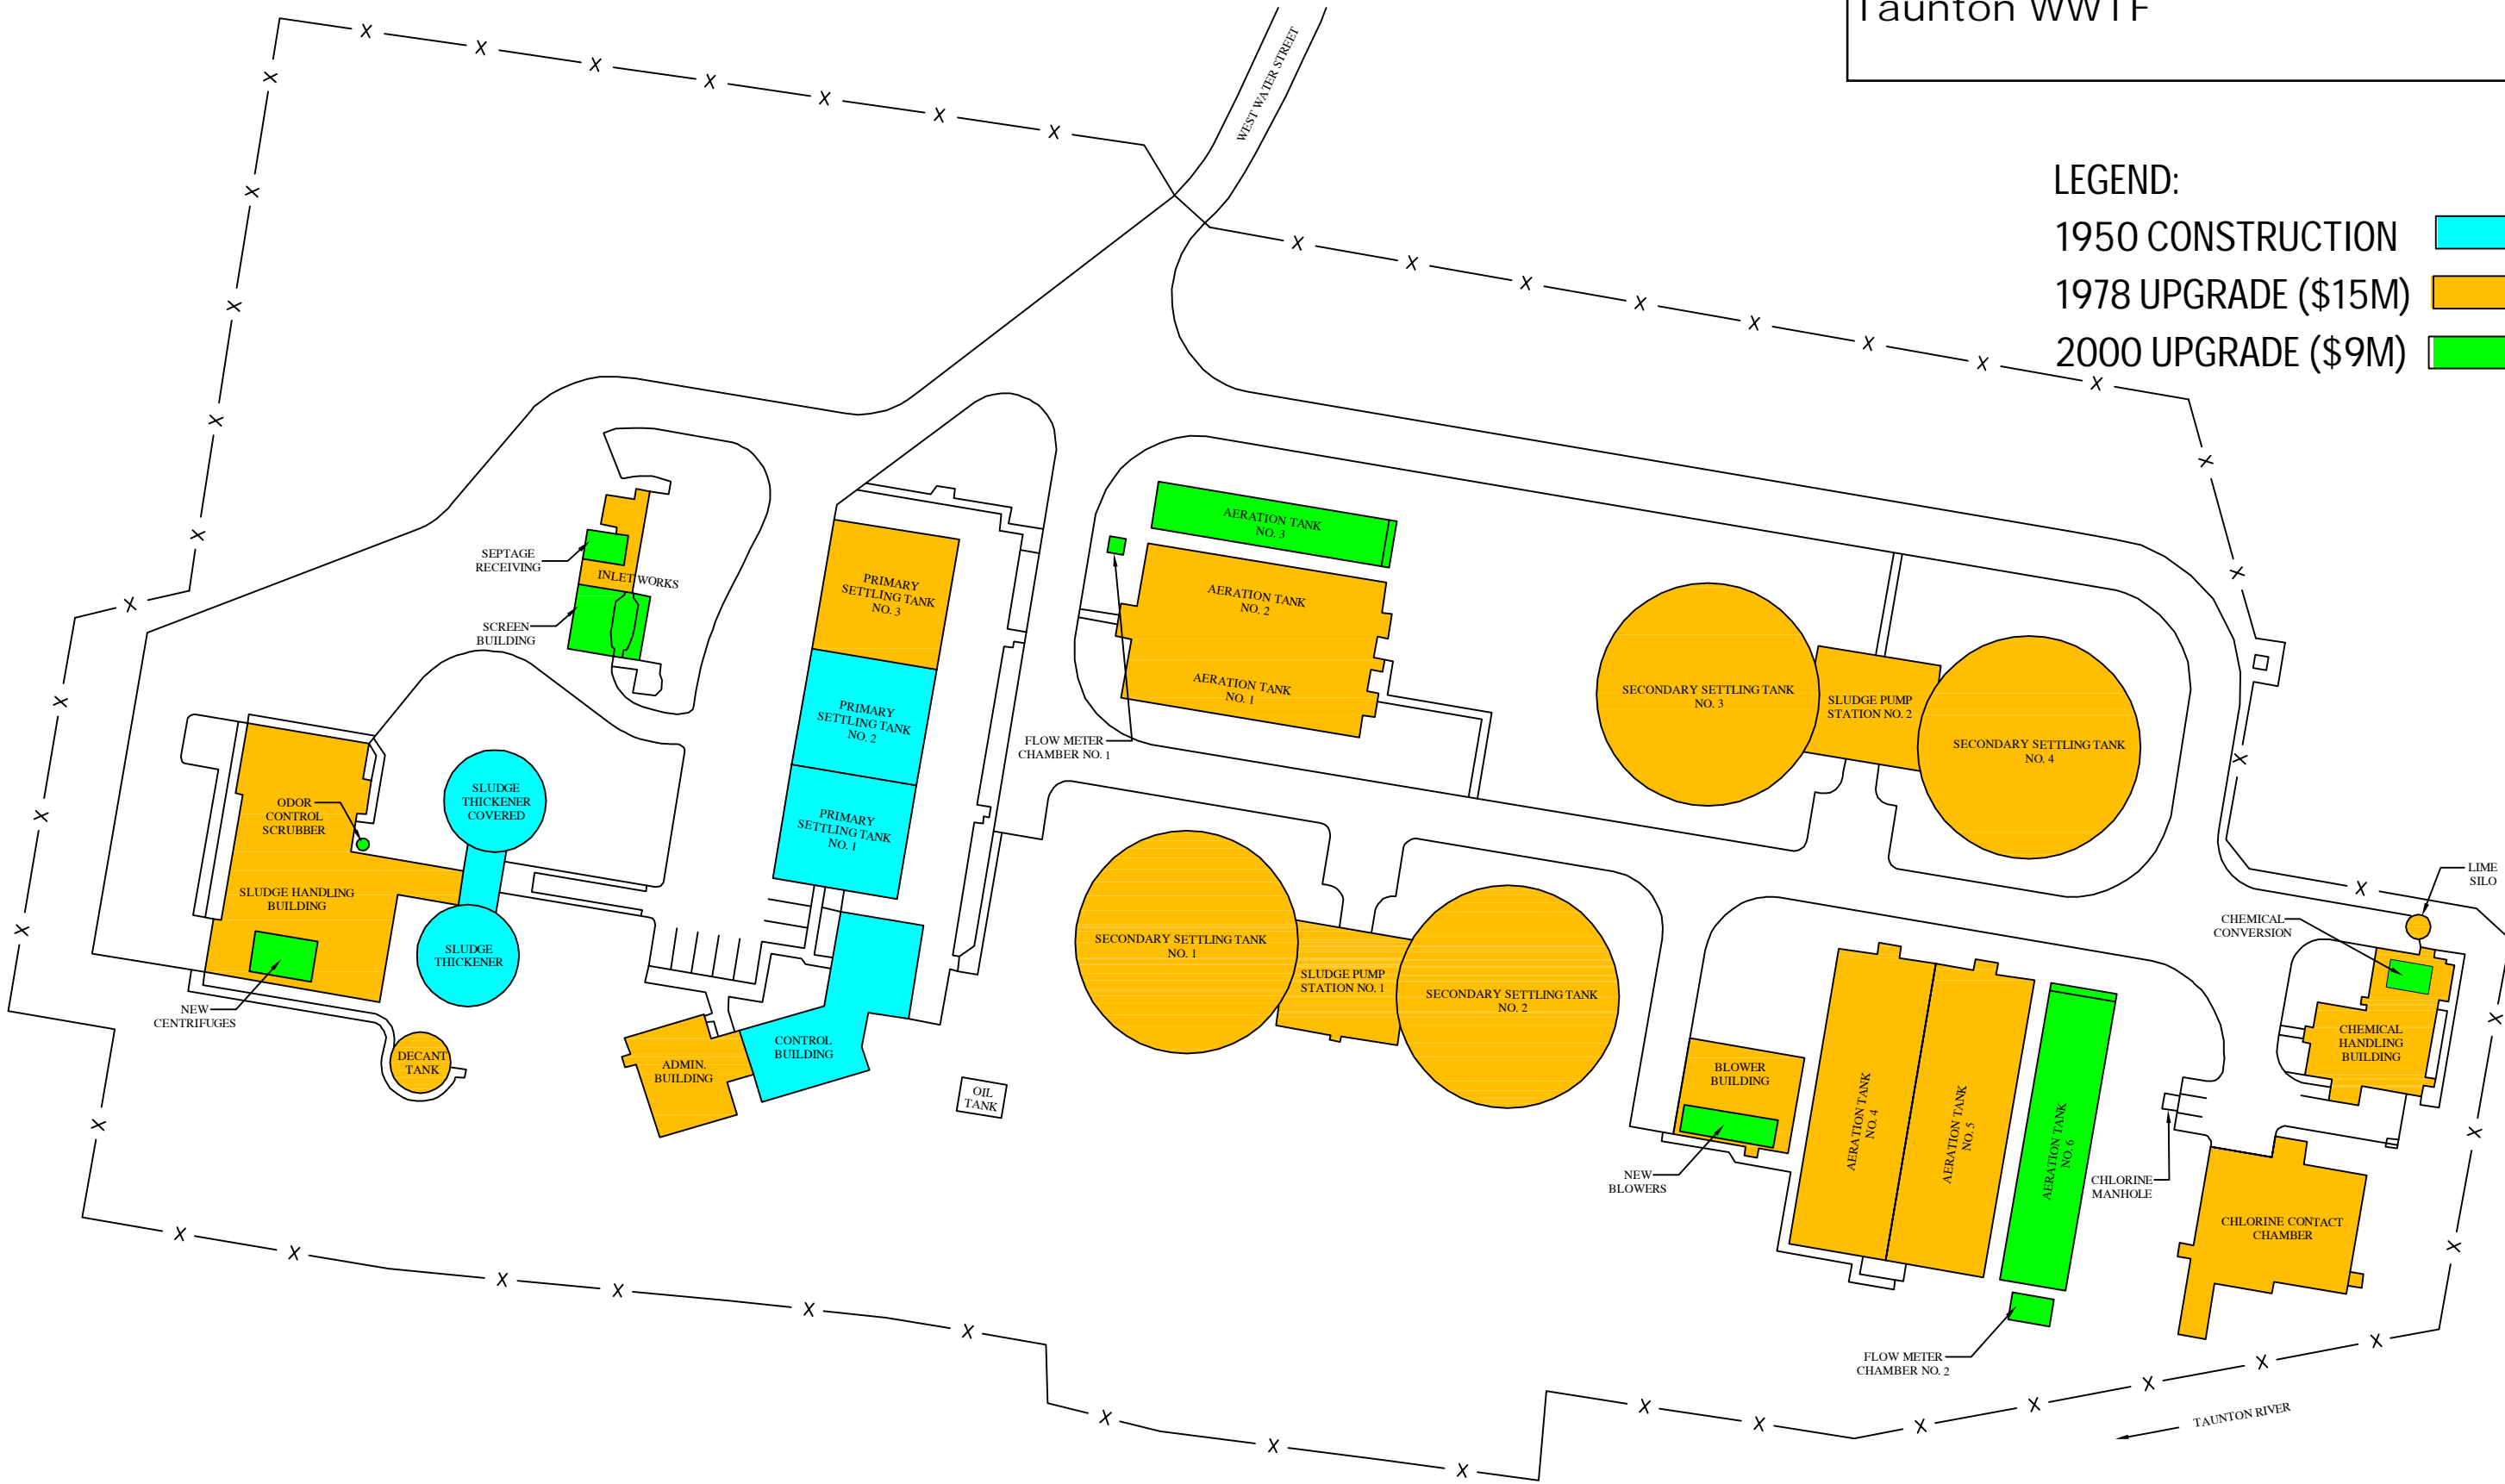 Taunton WWTF
WEST WATER STREET
LEGEND:
1950 CONSTRUCTION
1978 UPGRADE ($15M)
2000 UPGRADE ($9M)
SEPTAGE
RECEIVING
INLET WORKS
SCREEN
BUILDING
PRIMARY
SETTLING TANK
NO. 3
PRIMARY
SETTLING TANK
NO. 2
PRIMARY
SETTLING TANK
NO. 1
AERATION TANK
NO. 3
AERATION TANK
NO. 2
AERATION TANK
NO. 1
FLOW METER
CHAMBER NO. 1
SECONDARY SETTLING TANK
NO. 3
SLUDGE PUMP
STATION NO. 2
SECONDARY SETTLING TANK
NO. 4
ODOR
CONTROL
SCRUBBER
SLUDGE
THICKENER
COVERED
SLUDGE HANDLING
BUILDING
SLUDGE
THICKENER
NEW
CENTRIFUGES
DECANT
TANK
ADMIN.
BUILDING
CONTROL
BUILDING
OIL
TANK
SECONDARY SETTLING TANK
NO. 1
SLUDGE PUMP
STATION NO. 1
SECONDARY SETTLING TANK
NO. 2
BLOWER
BUILDING
NEW
BLOWERS
AERATION TANK
NO. 4
AERATION TANK
NO. 5
AERATION TANK
NO. 6
LIME
SILO
CHEMICAL
CONVERSION
CHEMICAL
HANDLING
BUILDING
CHLORINE
MANHOLE
CHLORINE CONTACT
CHAMBER
FLOW METER
CHAMBER NO. 2
TAUNTON RIVER